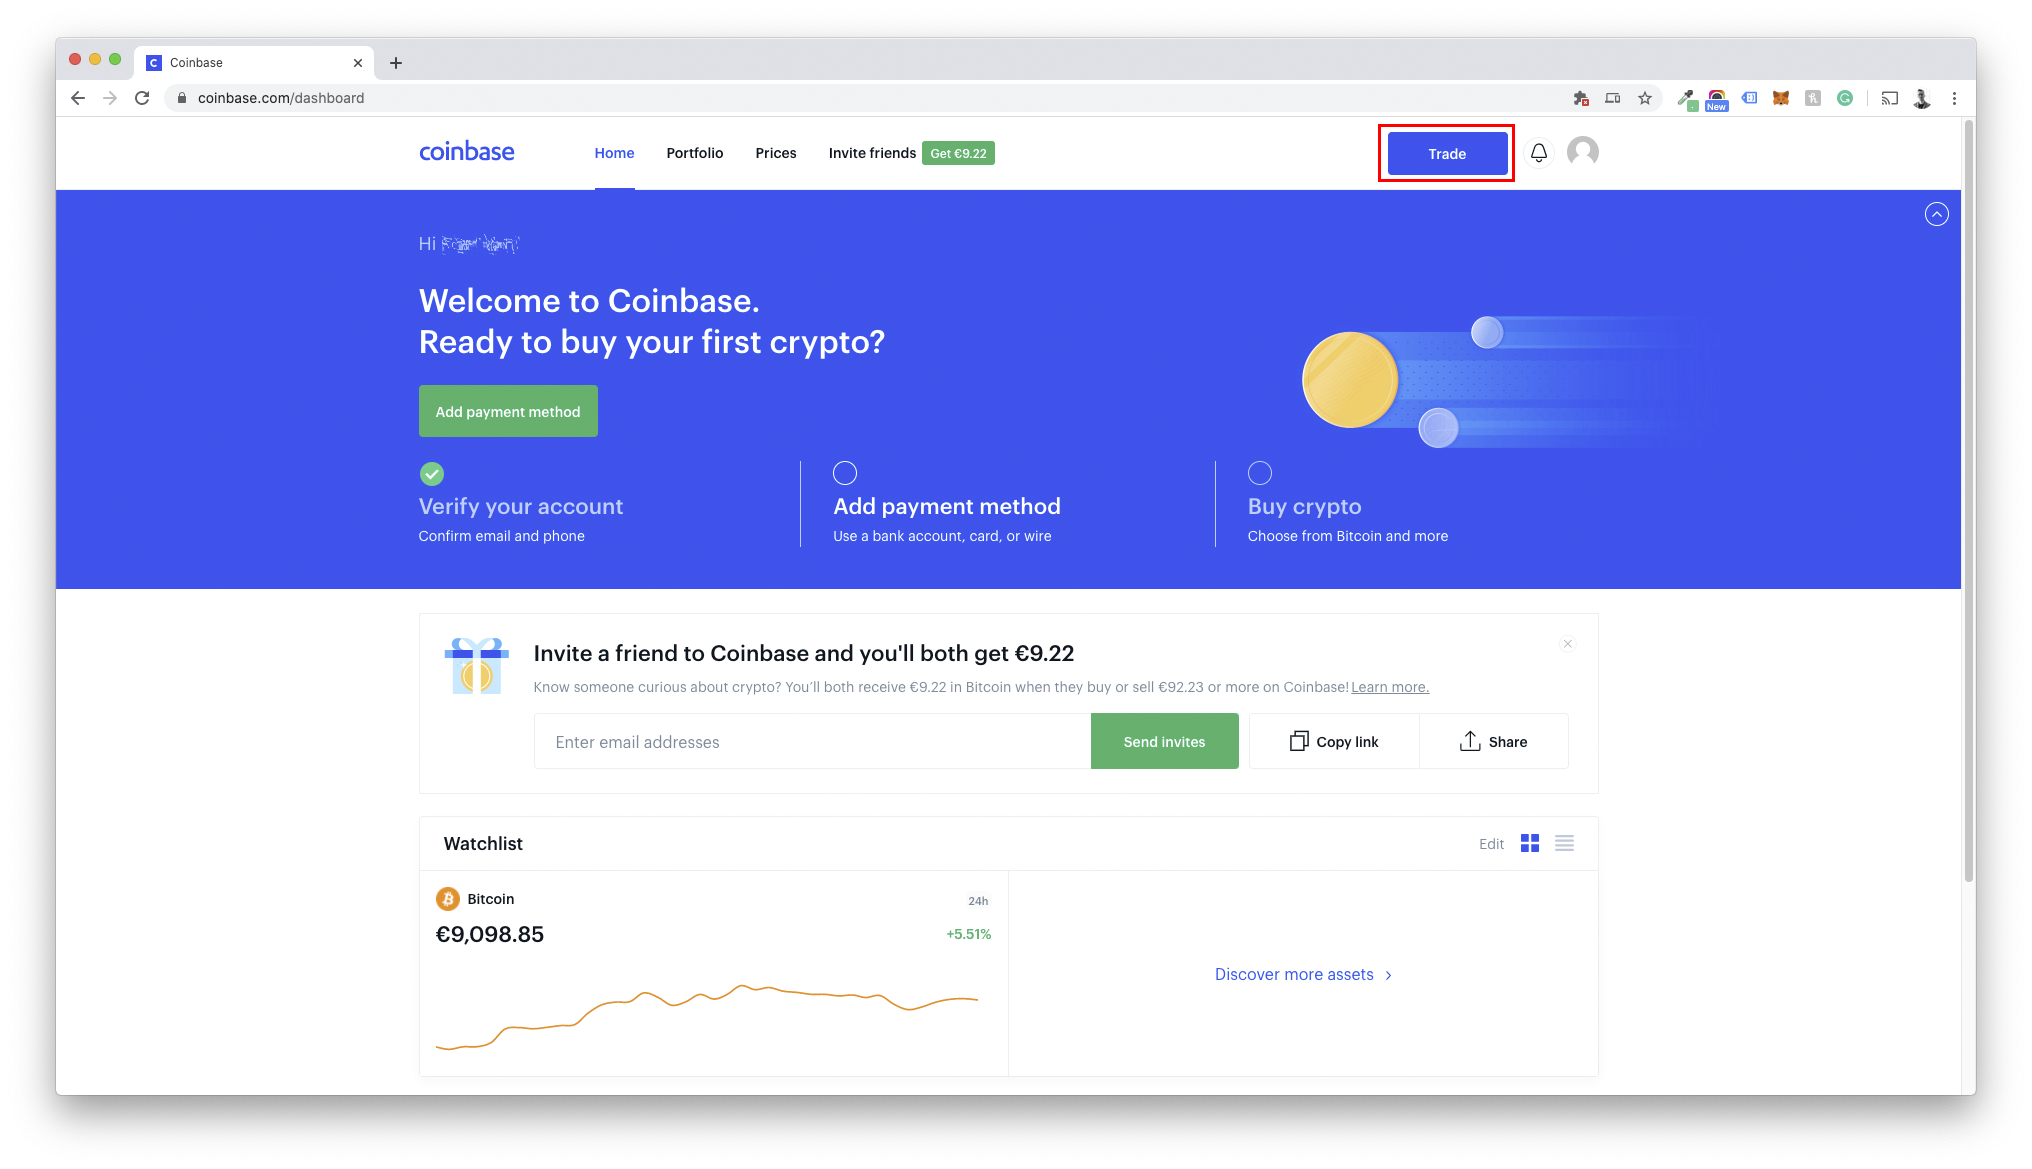 Coinbase
coinbase.com/dashboard
New
coinbase
Home
Portfolio
Prices
Invite friends
Get €9.22
Trade
Hi
Welcome to Coinbase.
Ready to buy your first crypto?
Add payment method
Verify your account
Confirm email and phone
Add payment method
Use a bank account, card, or wire
Buy crypto
Choose from Bitcoin and more
Invite a friend to Coinbase and you'll both get €9.22
Know someone curious about crypto? You'll both receive €9.22 in Bitcoin when they buy or sell €92.23 or more on Coinbase! Learn more.
Enter email addresses
Send invites
Copy link
Share
Watchlist
Edit
Bitcoin
24h
€9,098.85
+5.51%
Discover more assets